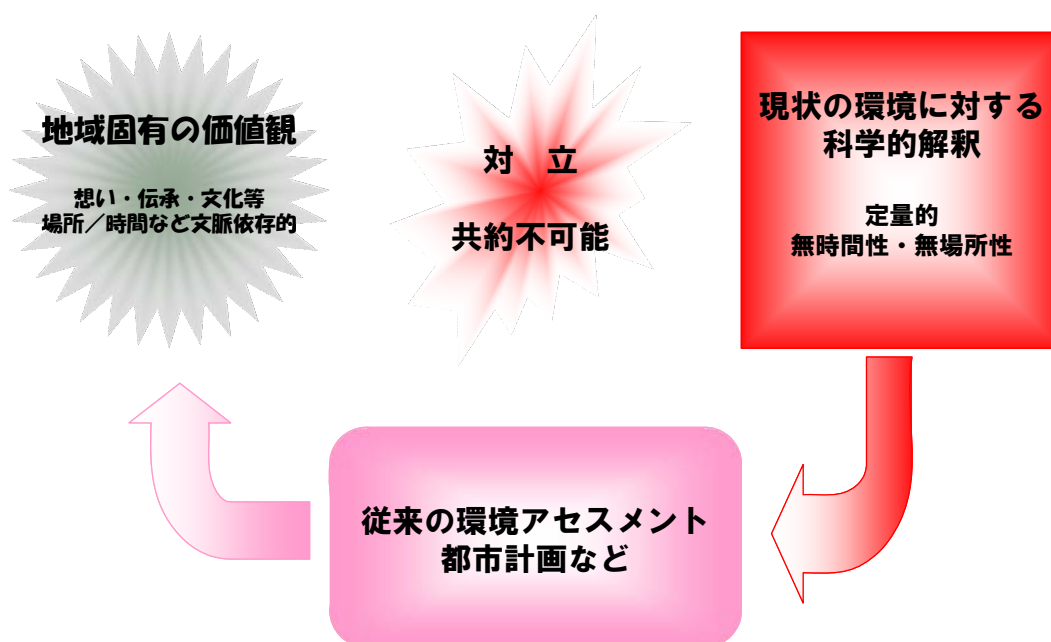 地域固有の価値観
想い・伝承・文化等
場所／時間など文脈依存的
対　立
共約不可能
現状の環境に対する
科学的解釈
定量的
無時間性・無場所性
従来の環境アセスメント
都市計画など